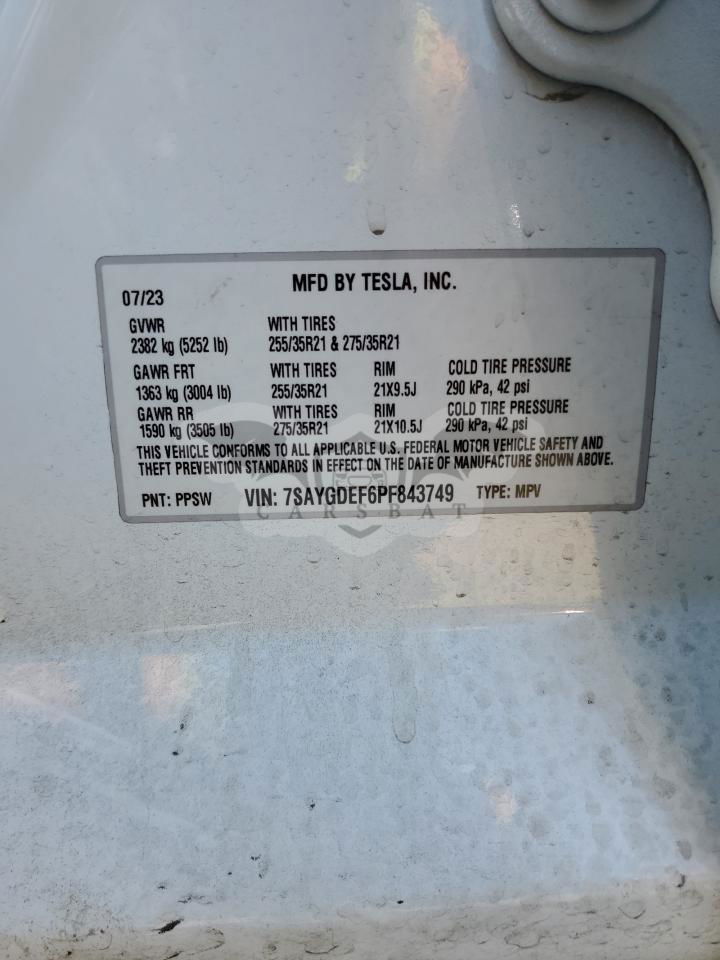 MFD BY TESLA, INC.
07/23
GVWR WITH TIRES
2382 kg (5252 lb) 255/35R21 & 275/35R21
GAWR FRT WITH TIRES RIM COLD TIRE PRESSURE
1363 kg (3004 lb) 255/35R21 21X9.5J 290 kPa, 42 psi
GAWR RR WITH TIRES RIM COLD TIRE PRESSURE
1590 kg (3505 lb) 275/35R21 21X10.5J 290 kPa, 42 psi
THIS VEHICLE CONFORMS TO ALL APPLICABLE U.S. FEDERAL MOTOR VEHICLE SAFETY AND
THEFT PREVENTION STANDARDS IN EFFECT ON THE DATE OF MANUFACTURE SHOWN ABOVE.
PNT: PPSW VIN: 7SAYGDEF6PF843749 TYPE: MPV
CARSBAT